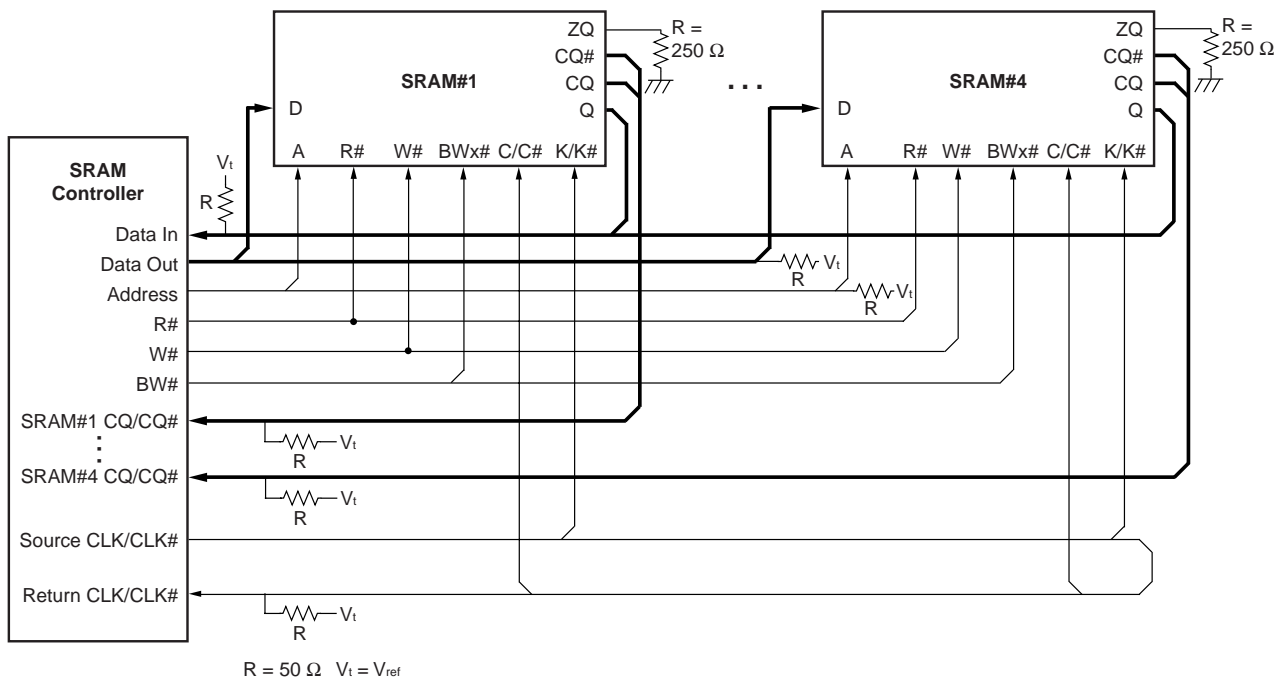 SRAM#1
ZQ
CQ#
CQ
Q
D
A R# W# BWx# C/C# K/K#
R =
250 Ω
...
SRAM#4
ZQ
CQ#
CQ
Q
A R# W# BWx# C/C# K/K#
D
R =
250 Ω
SRAM
Controller
Vt
R
Data In
Data Out
Vt
R
Address
Vt
R
R#
W#
BW#
SRAM#1 CQ/CQ#
Vt
R
SRAM#4 CQ/CQ#
Vt
R
Source CLK/CLK#
Return CLK/CLK#
Vt
R
R = 50 Ω Vt = Vref